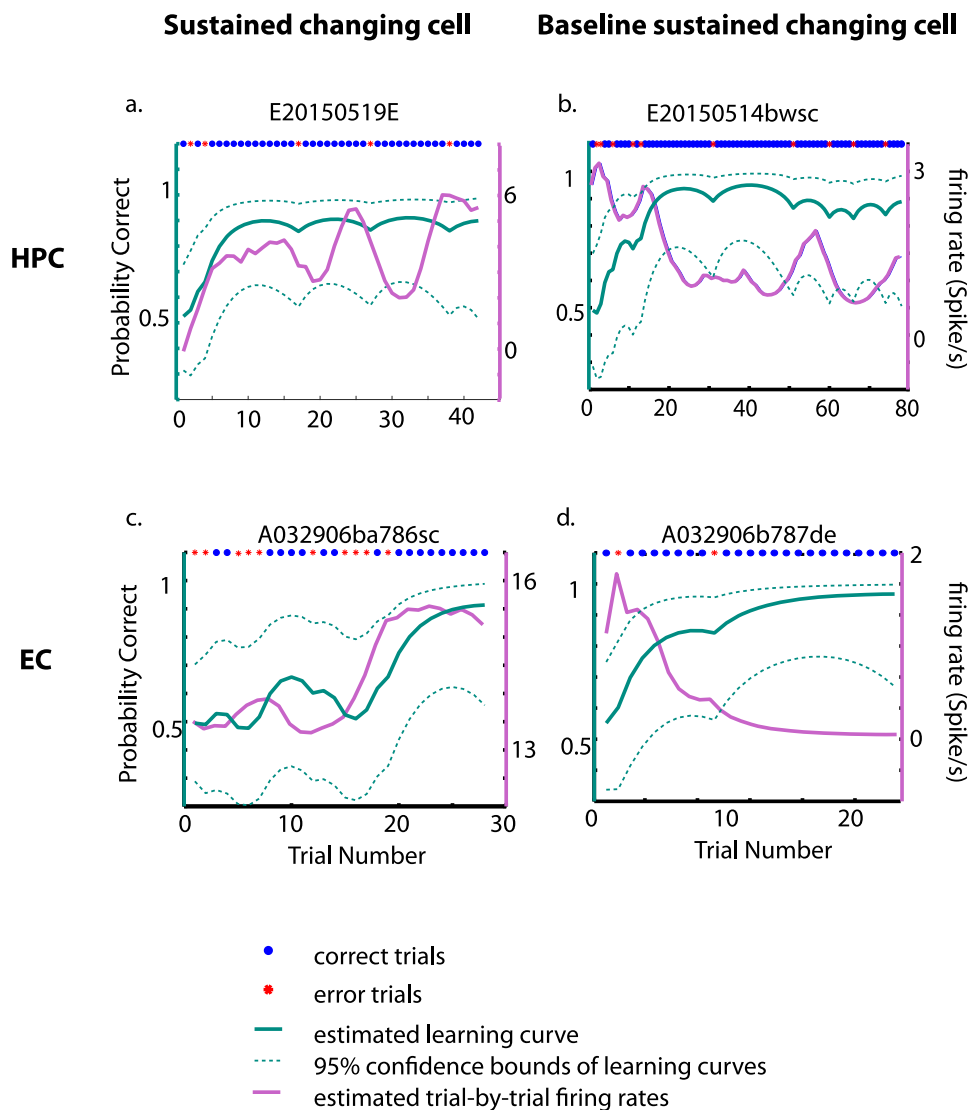 Sustained changing cell
Baseline sustained changing cell
a.
E20150519E
b.
E20150514bwsc
HPC
Probability Correct
1
0.5
6
0
0 10 20 30 40
1
0.5
3
0
firing rate (Spike/s)
0 20 40 60 80
c.
A032906ba786sc
d.
A032906b787de
EC
Probability Correct
1
0.5
16
13
0 10 20 30
Trial Number
1
0.5
2
0
firing rate (Spike/s)
0 20
Trial Number
correct trials
error trials
estimated learning curve
95% confidence bounds of learning curves
estimated trial-by-trial firing rates